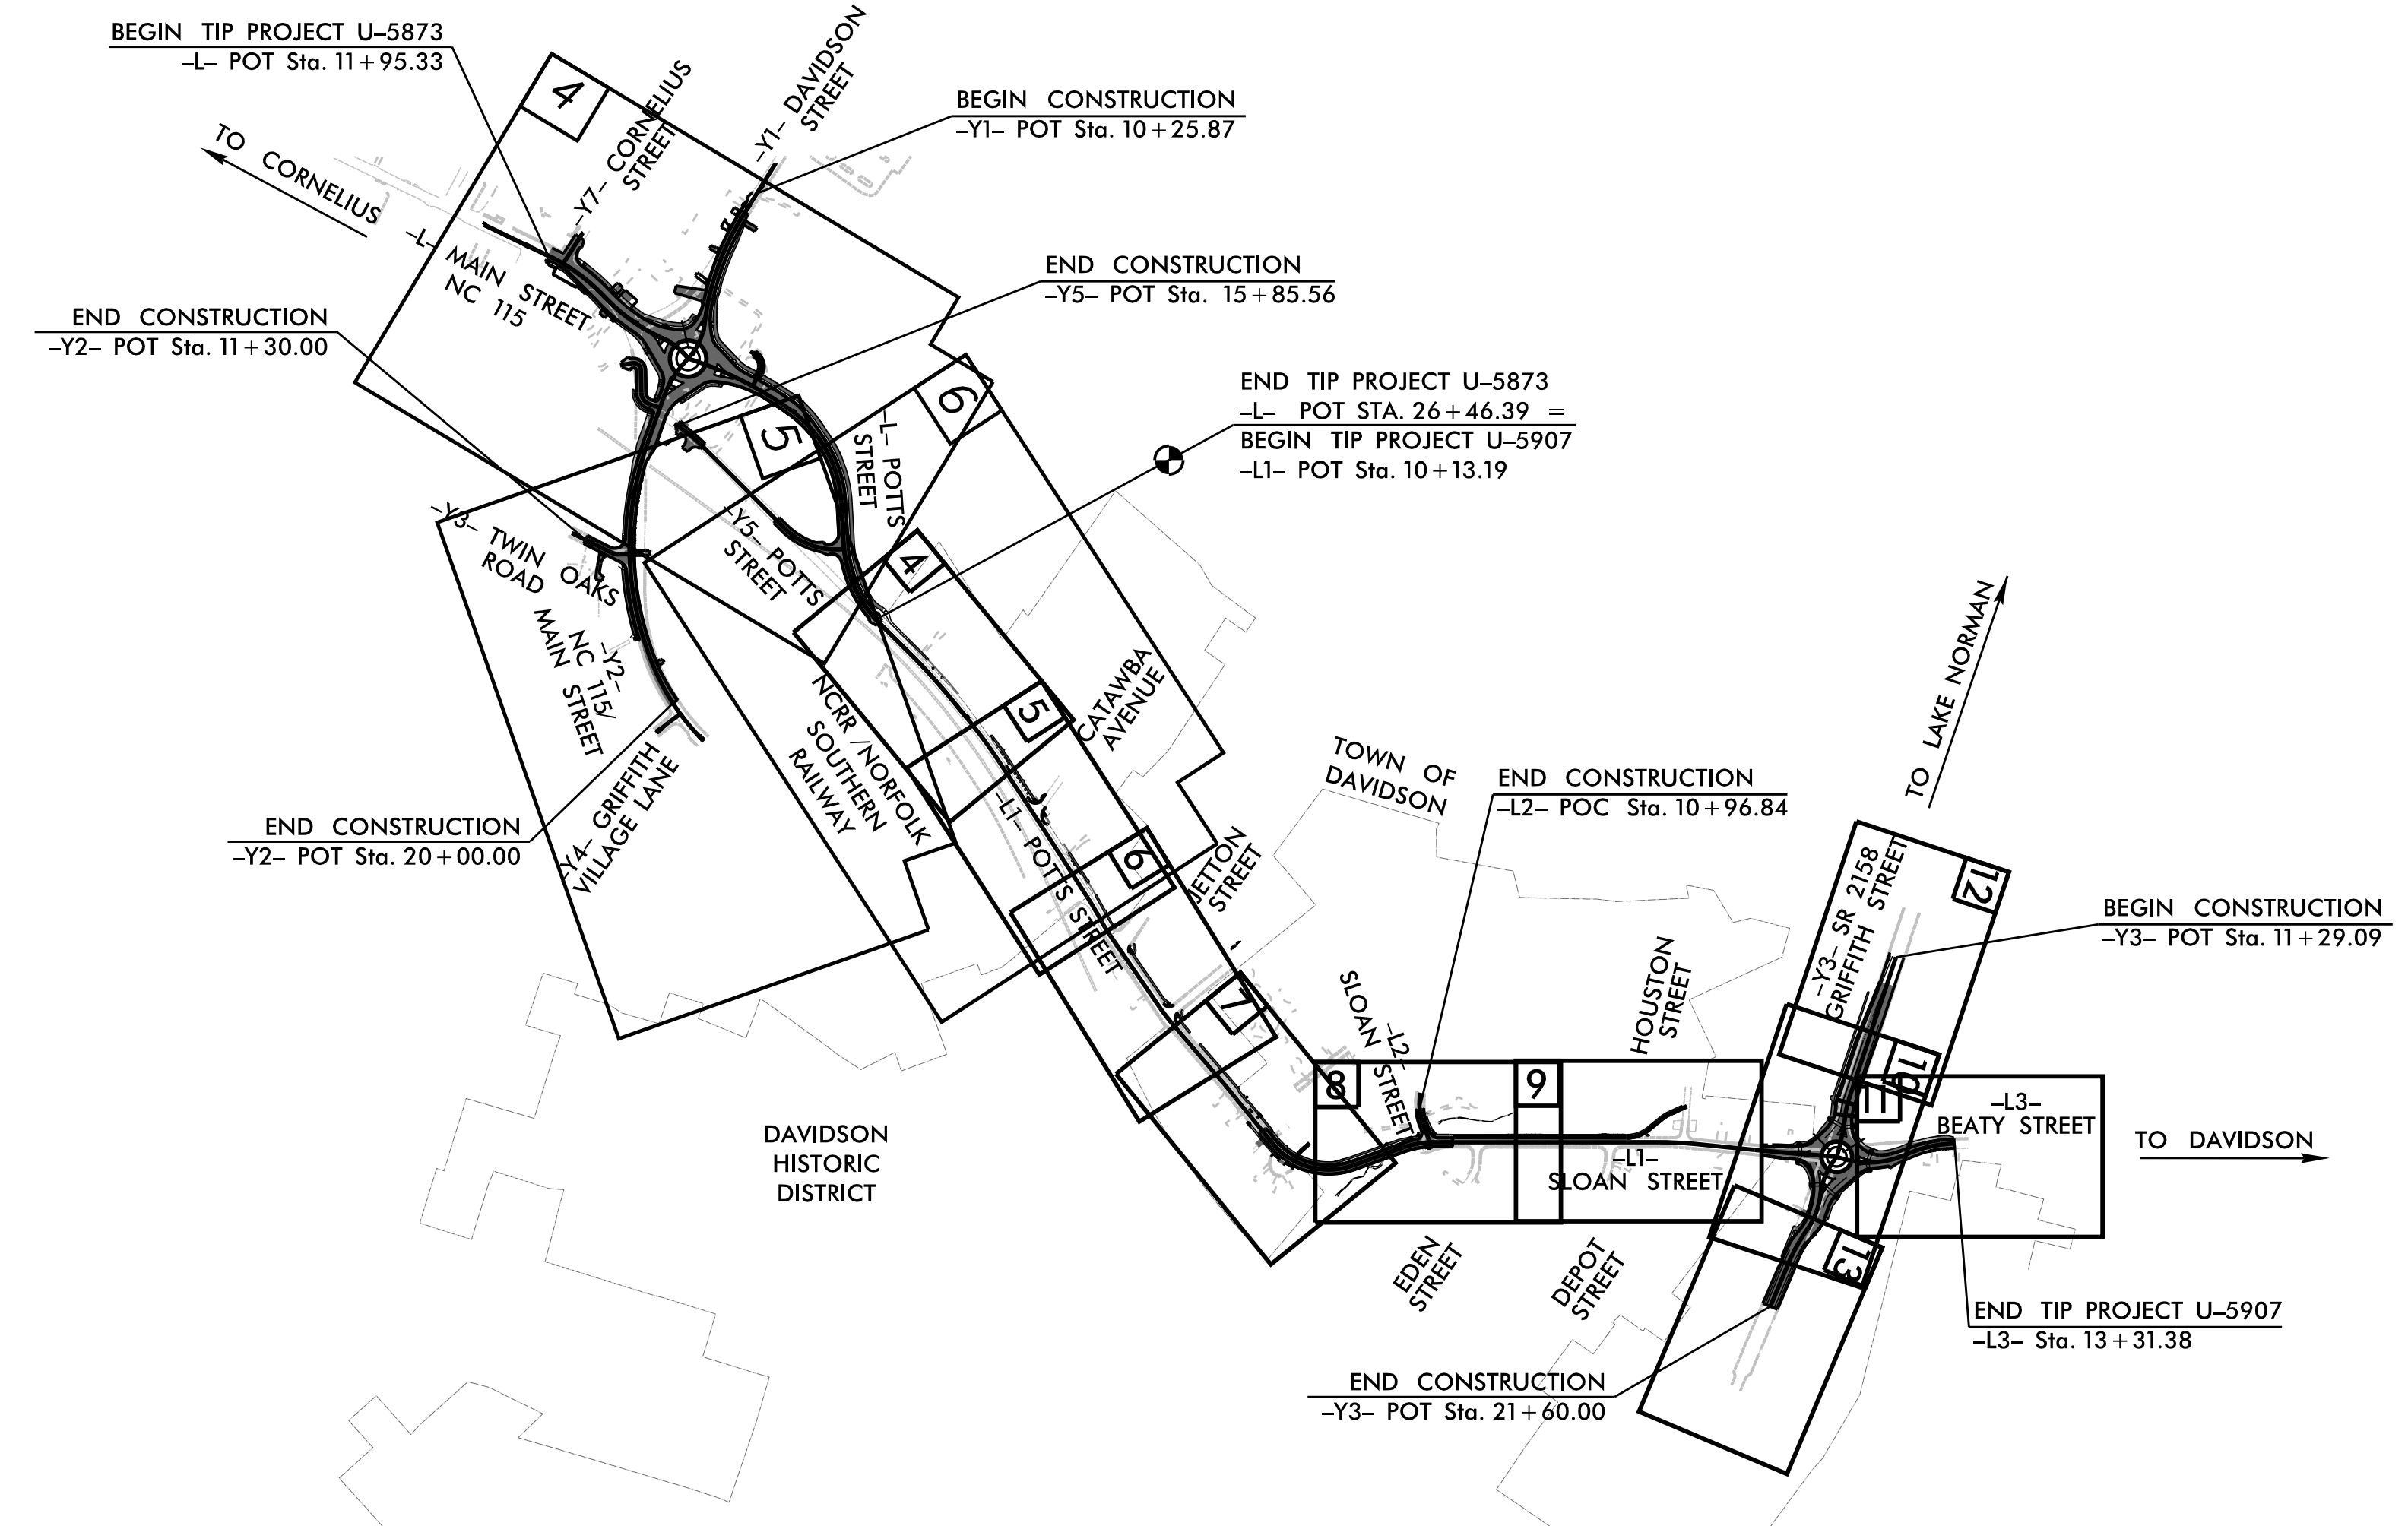 BEGIN TIP PROJECT U–5873
–L– POT Sta. 11+95.33
4
–Y7– CORNELIUS
STREET
–Y1– DAVIDSON
STREET
BEGIN CONSTRUCTION
–Y1– POT Sta. 10+25.87
TO CORNELIUS
–L–
MAIN STREET
NC 115
END CONSTRUCTION
–Y5– POT Sta. 15+85.56
END CONSTRUCTION
–Y2– POT Sta. 11+30.00
END TIP PROJECT U–5873
–L– POT STA. 26+46.39 =
BEGIN TIP PROJECT U–5907
–L1– POT Sta. 10+13.19
5
6
–L– POTTS
STREET
–Y3– TWIN OAKS
ROAD
–Y5– POTTS
STREET
4
–Y2–
NC 115/
MAIN STREET
NCRR /NORFOLK
SOUTHERN
RAILWAY
5
CATAWBA
AVENUE
–Y4– GRIFFITH
VILLAGE LANE
END CONSTRUCTION
–Y2– POT Sta. 20+00.00
–L1– POTTS STREET
6
JETTON
STREET
TOWN OF
DAVIDSON
END CONSTRUCTION
–L2– POC Sta. 10+96.84
TO LAKE NORMAN
7
–L2–
SLOAN STREET
HOUSTON
STREET
–Y3– SR 2158
GRIFFITH STREET
12
BEGIN CONSTRUCTION
–Y3– POT Sta. 11+29.09
8
9
10
11
–L3–
BEATY STREET
TO DAVIDSON
DAVIDSON
HISTORIC
DISTRICT
–L1–
SLOAN STREET
EDEN
STREET
DEPOT
STREET
13
END TIP PROJECT U–5907
–L3– Sta. 13+31.38
END CONSTRUCTION
–Y3– POT Sta. 21+60.00